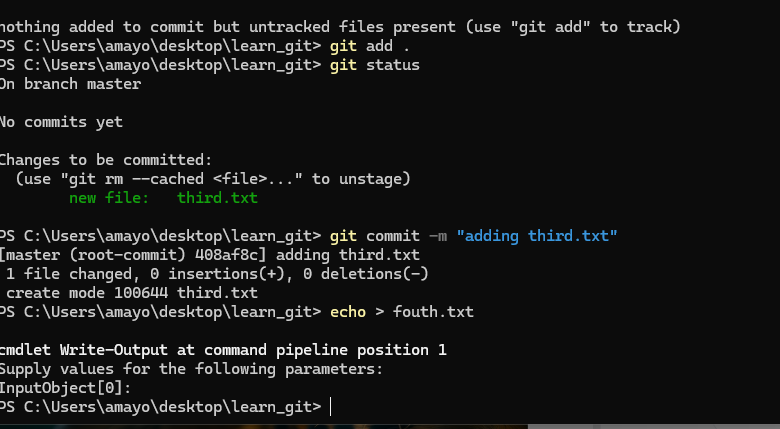 nothing added to commit but untracked files present (use "git add" to track)
PS C:\Users\amayo\desktop\learn_git> git add .
PS C:\Users\amayo\desktop\learn_git> git status
On branch master
No commits yet
Changes to be committed:
(use "git rm --cached <file>..." to unstage)
new file: third.txt
PS C:\Users\amayo\desktop\learn_git> git commit -m "adding third.txt"
[master (root-commit) 408af8c] adding third.txt
1 file changed, 0 insertions(+), 0 deletions(-)
create mode 100644 third.txt
PS C:\Users\amayo\desktop\learn_git> echo > fouth.txt
cmdlet Write-Output at command pipeline position 1
Supply values for the following parameters:
InputObject[0]:
PS C:\Users\amayo\desktop\learn_git>